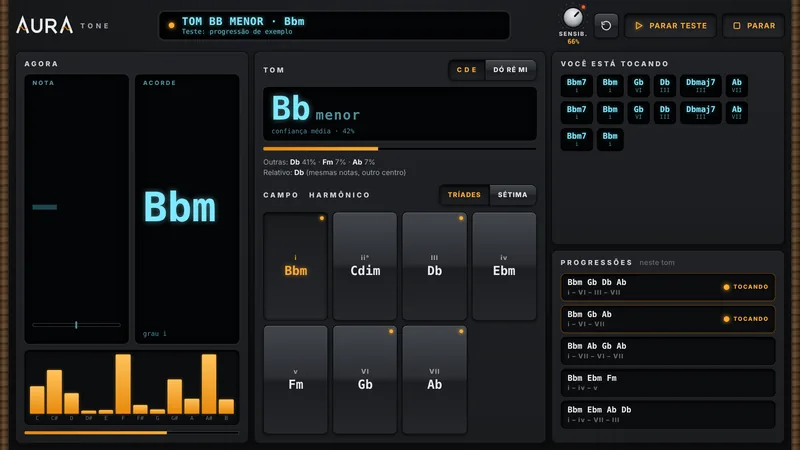 AURA TONE
TOM BB MENOR · Bbm
Teste: progressão de exemplo
SENSIB.
66%
PARAR TESTE
PARAR
AGORA
NOTA
ACORDE
Bbm
grau i
C C# D D# E F F# G G# A A# B
TOM
C D E
DÓ RÉ MI
Bb menor
confiança média · 42%
Outras: Db 41% · Fm 7% · Ab 7%
Relativo: Db (mesmas notas, outro centro)
CAMPO HARMÔNICO
TRÍADES
SÉTIMA
i
Bbm
ii°
Cdim
III
Db
iv
Ebm
v
Fm
VI
Gb
VII
Ab
VOCÊ ESTÁ TOCANDO
Bbm7 Bbm Gb Db Dbmaj7 Ab
i i VI III III VII
Bbm7 Bbm Gb Db Dbmaj7 Ab
i i VI III III VII
Bbm7 Bbm
i i
PROGRESSÕES neste tom
Bbm Gb Db Ab
i – VI – III – VII
TOCANDO
Bbm Gb Ab
i – VI – VII
TOCANDO
Bbm Ab Gb Ab
i – VII – VI – VII
Bbm Ebm Fm
i – iv – v
Bbm Ebm Ab Db
i – iv – VII – III